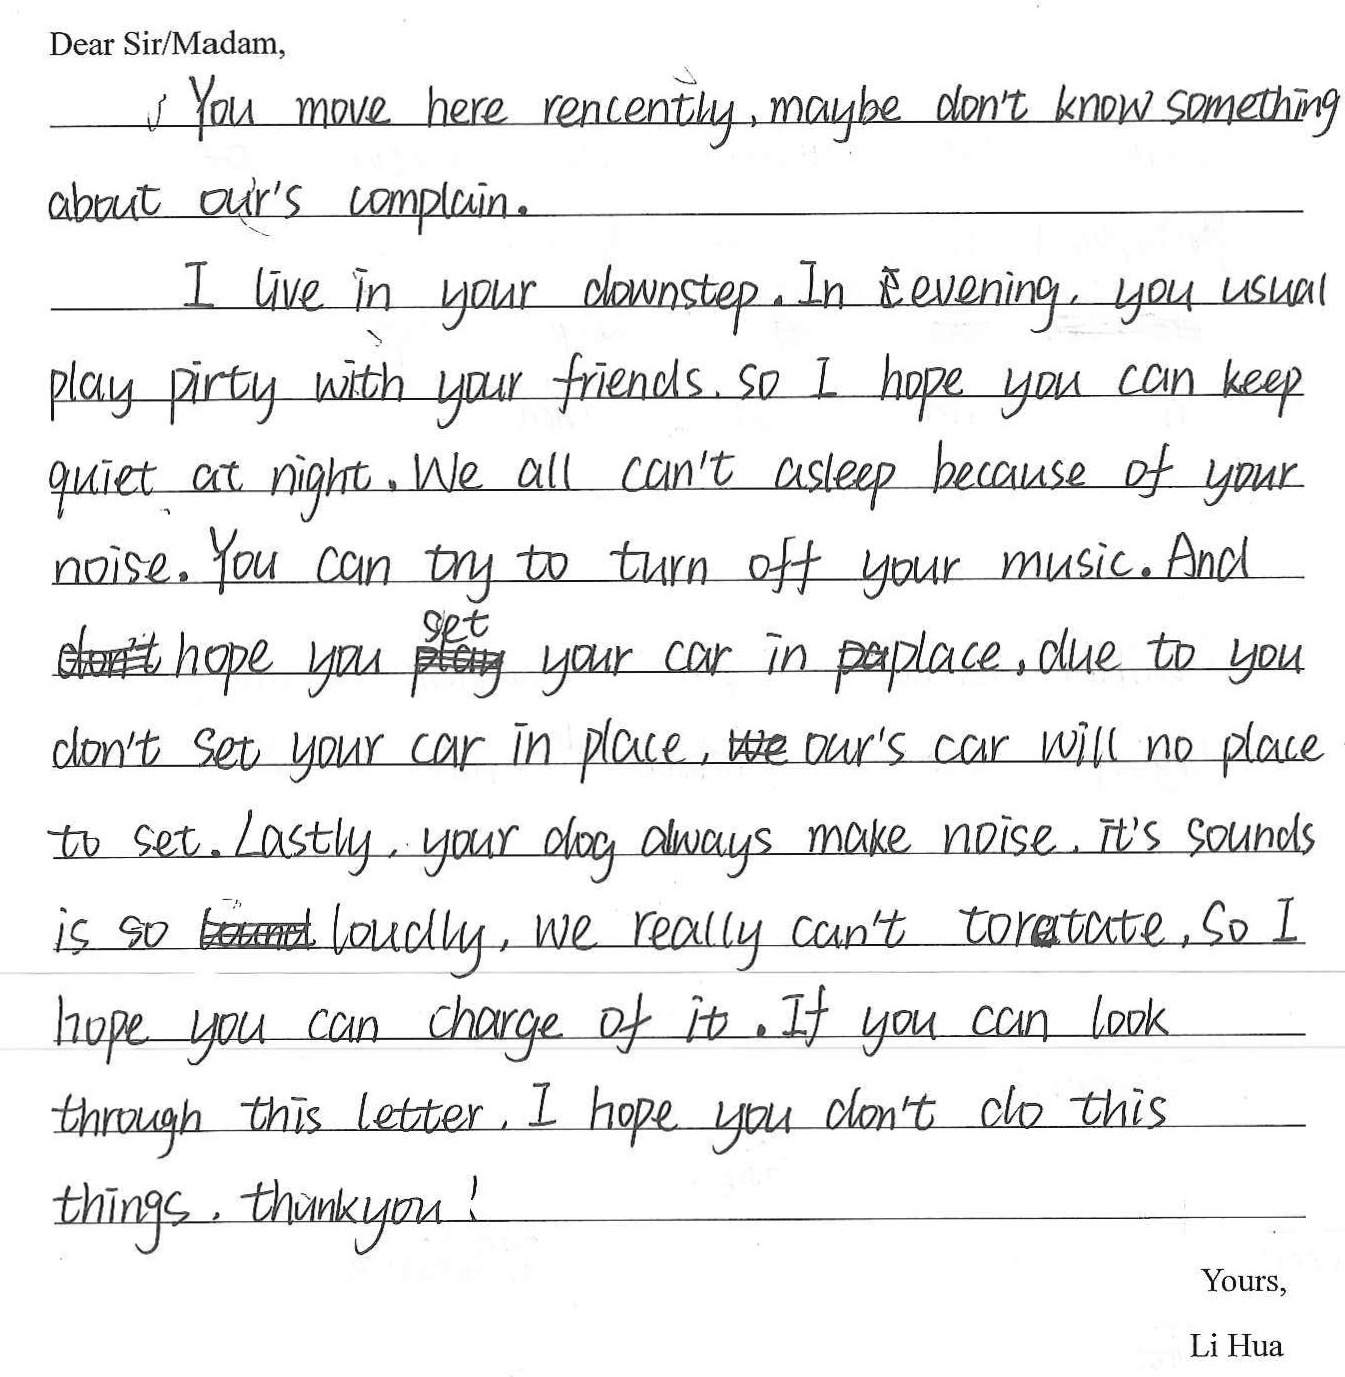 Dear Sir/Madam,
You move here rencently, maybe don't know something
about our's complain.
I live in your downstep. In evening, you usual
play pirty with your friends. so I hope you can keep
quiet at night. We all can't asleep because of your
noise. You can try to turn off your music. And
hope you set your car in place, due to you
don't set your car in place, our's car will no place
to set. Lastly, your dog always make noise. it's sounds
is so loudly, we really can't toratate, So I
hope you can charge of it. If you can look
through this letter, I hope you don't do this
things. thankyou!
Yours,
Li Hua